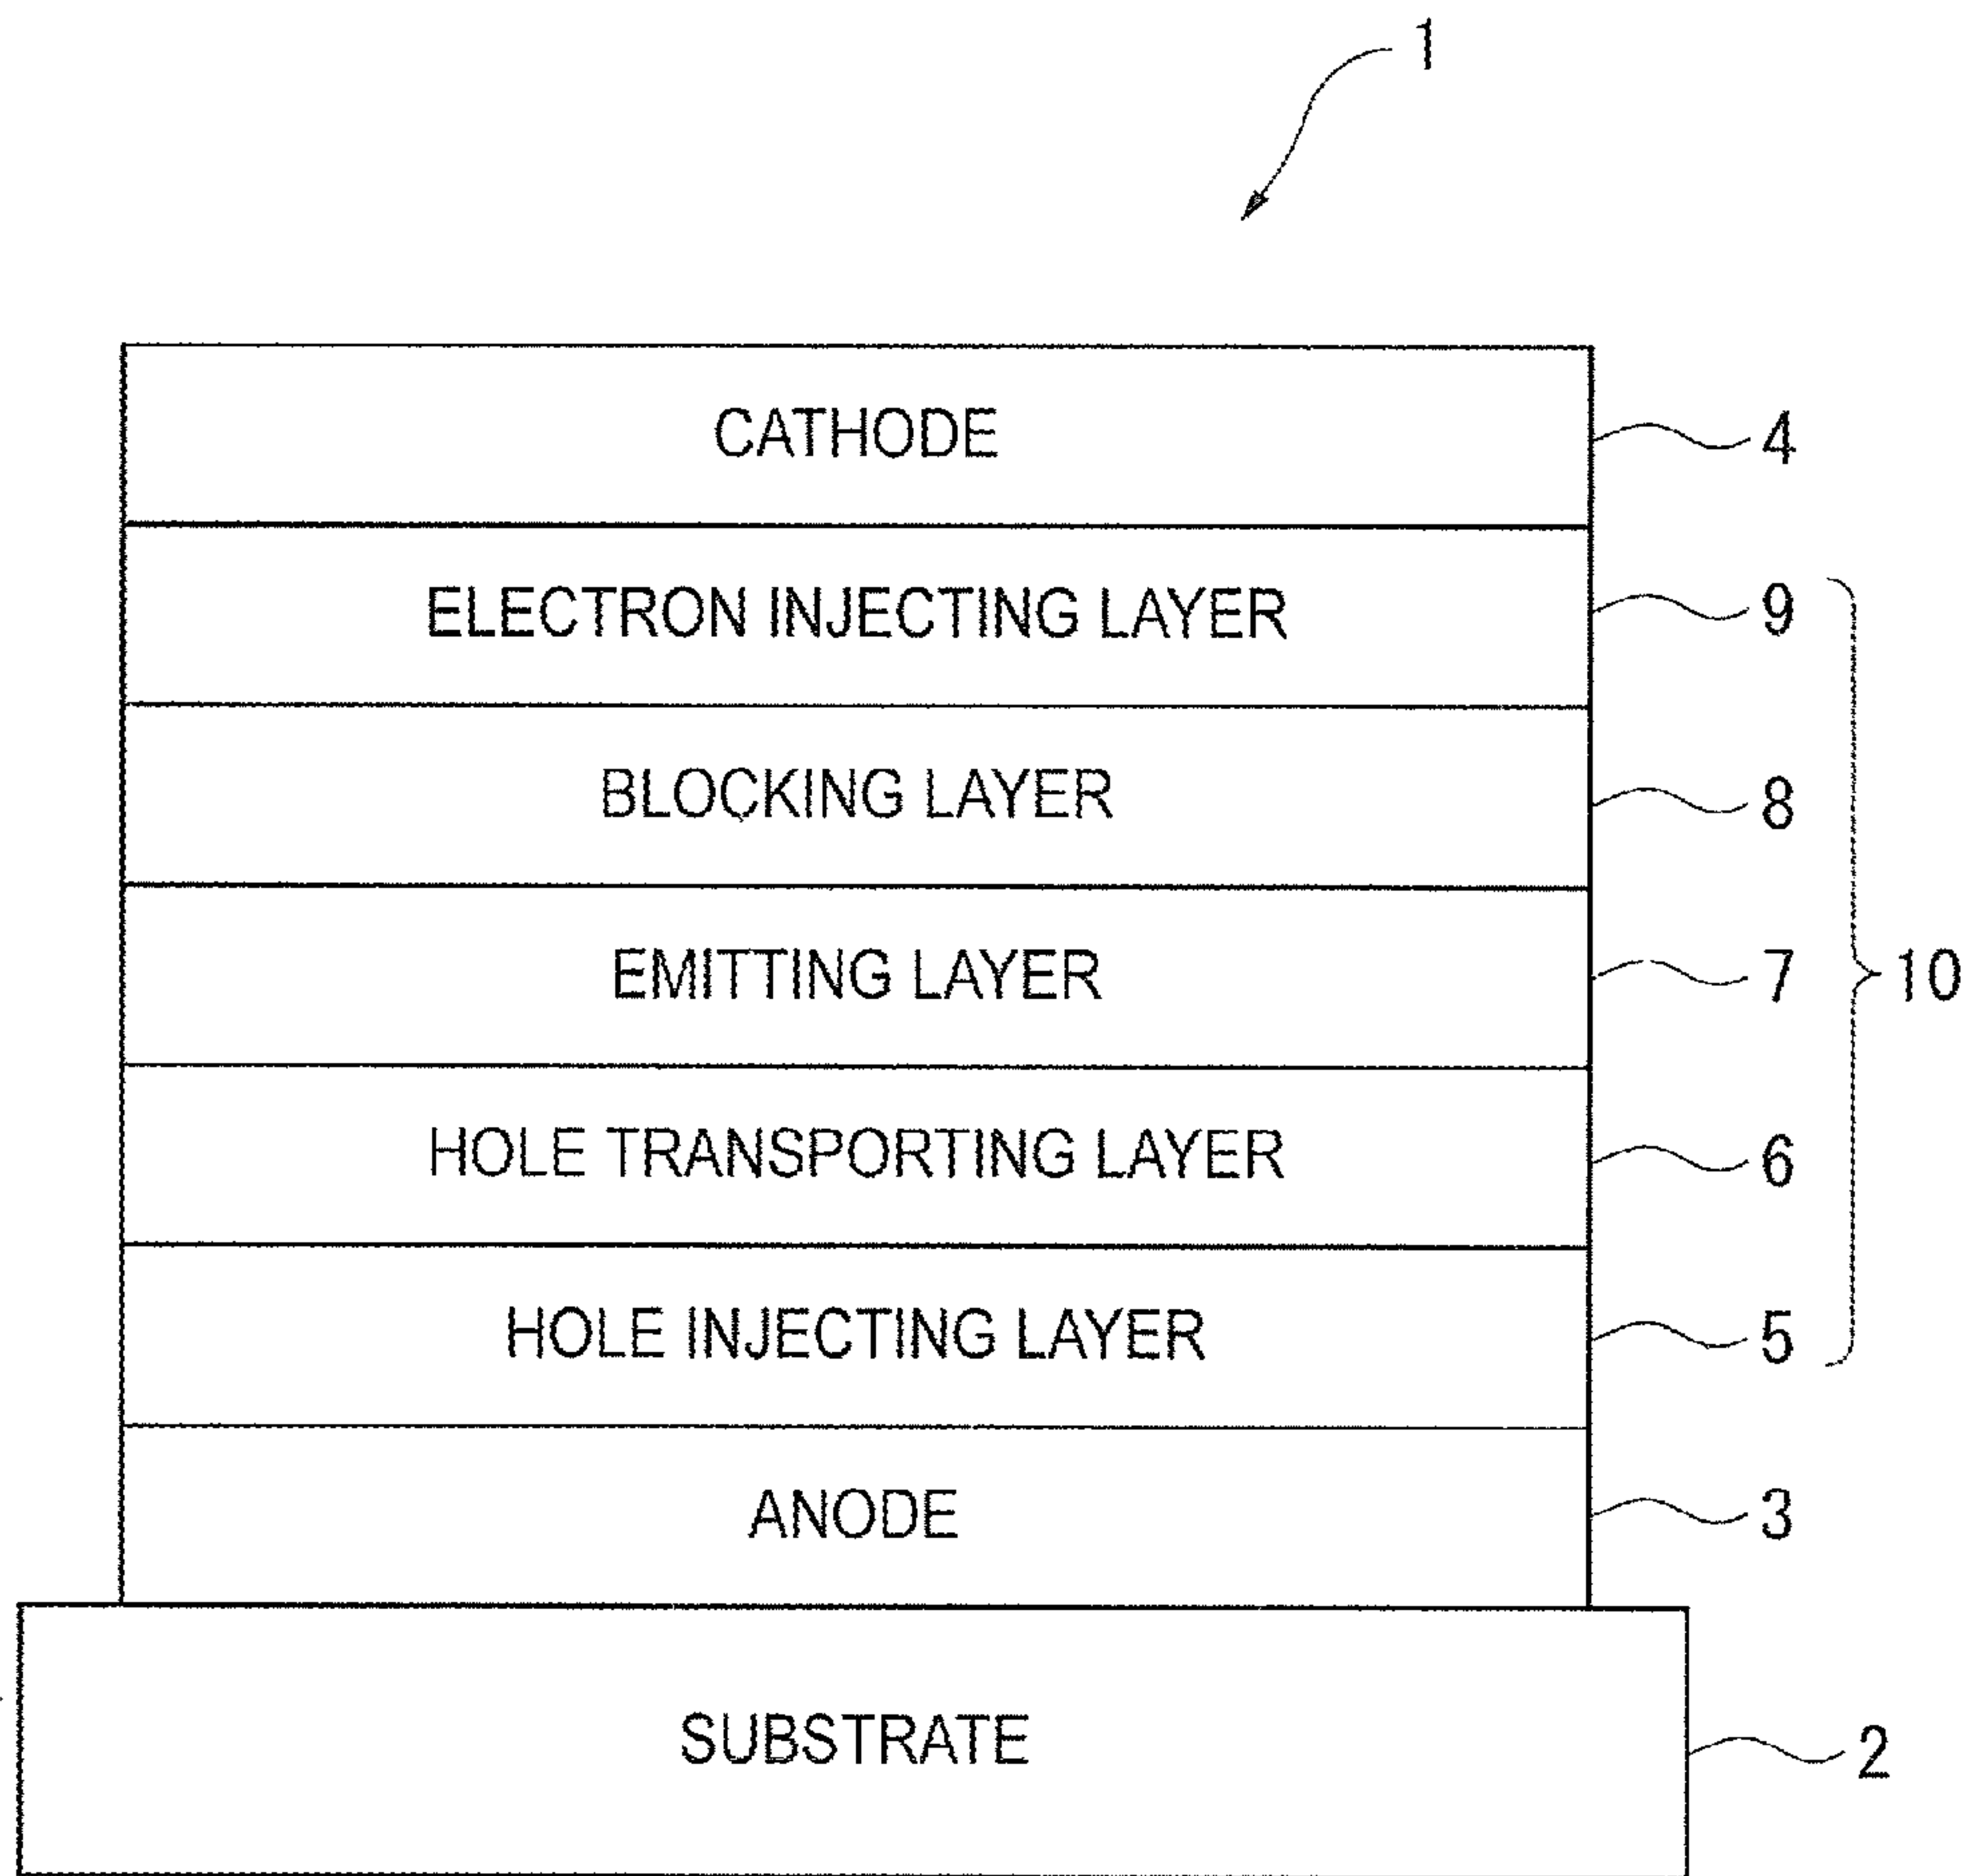 1
CATHODE 4
ELECTRON INJECTING LAYER 9
BLOCKING LAYER 8
EMITTING LAYER 7 10
HOLE TRANSPORTING LAYER 6
HOLE INJECTING LAYER 5
ANODE 3
SUBSTRATE 2